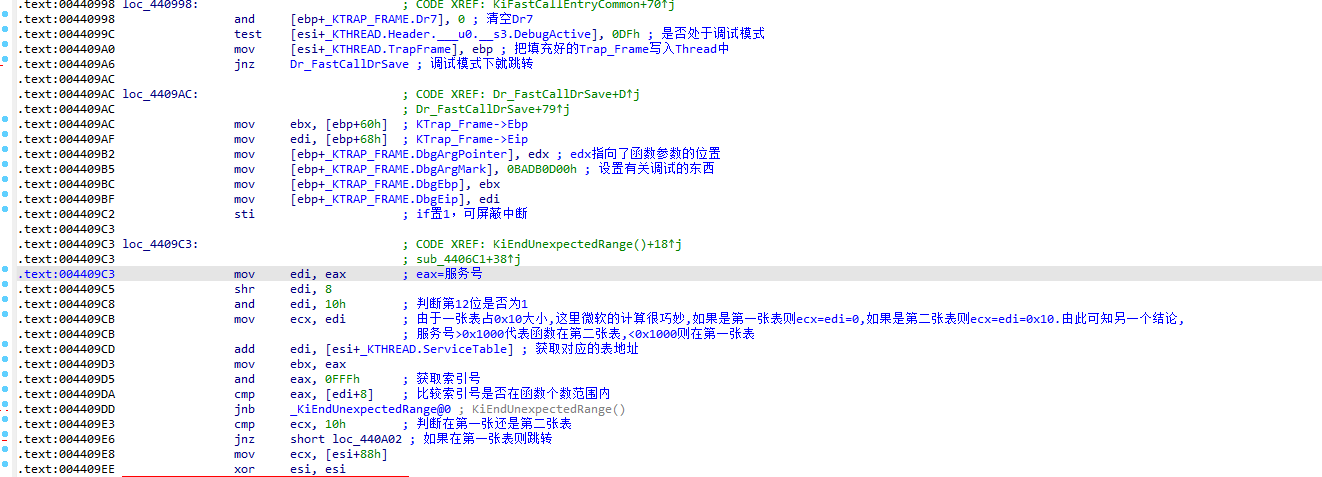 .text:00440998 loc_440998: ; CODE XREF: KiFastCallEntryCommon+70↑j
.text:00440998 and [ebp+_KTRAP_FRAME.Dr7], 0 ; 清空Dr7
.text:0044099C test [esi+_KTHREAD.Header.___u0.__s3.DebugActive], 0DFh ; 是否处于调试模式
.text:004409A0 mov [esi+_KTHREAD.TrapFrame], ebp ; 把填充好的Trap_Frame写入Thread中
.text:004409A6 jnz Dr_FastCallDrSave ; 调试模式下就跳转
.text:004409AC
.text:004409AC loc_4409AC: ; CODE XREF: Dr_FastCallDrSave+D↑j
.text:004409AC ; Dr_FastCallDrSave+79↑j
.text:004409AC mov ebx, [ebp+60h] ; KTrap_Frame->Ebp
.text:004409AF mov edi, [ebp+68h] ; KTrap_Frame->Eip
.text:004409B2 mov [ebp+_KTRAP_FRAME.DbgArgPointer], edx ; edx指向了函数参数的位置
.text:004409B5 mov [ebp+_KTRAP_FRAME.DbgArgMark], 0BADB0D00h ; 设置有关调试的东西
.text:004409BC mov [ebp+_KTRAP_FRAME.DbgEbp], ebx
.text:004409BF mov [ebp+_KTRAP_FRAME.DbgEip], edi
.text:004409C2 sti ; if置1，可屏蔽中断
.text:004409C3
.text:004409C3 loc_4409C3: ; CODE XREF: KiEndUnexpectedRange()+18↑j
.text:004409C3 ; sub_4406C1+38↑j
.text:004409C3 mov edi, eax ; eax=服务号
.text:004409C5 shr edi, 8
.text:004409C8 and edi, 10h ; 判断第12位是否为1
.text:004409CB mov ecx, edi ; 由于一张表占0x10大小,这里微软的计算很巧妙,如果是第一张表则ecx=edi=0,如果是第二张表则ecx=edi=0x10.由此可知另一个结论,
.text:004409CB ; 服务号>0x1000代表函数在第二张表,<0x1000则在第一张表
.text:004409CD add edi, [esi+_KTHREAD.ServiceTable] ; 获取对应的表地址
.text:004409D3 mov ebx, eax
.text:004409D5 and eax, 0FFFh ; 获取索引号
.text:004409DA cmp eax, [edi+8] ; 比较索引号是否在函数个数范围内
.text:004409DD jnb _KiEndUnexpectedRange@0 ; KiEndUnexpectedRange()
.text:004409E3 cmp ecx, 10h ; 判断在第一张还是第二张表
.text:004409E6 jnz short loc_440A02 ; 如果在第一张表则跳转
.text:004409E8 mov ecx, [esi+88h]
.text:004409EE xor esi, esi